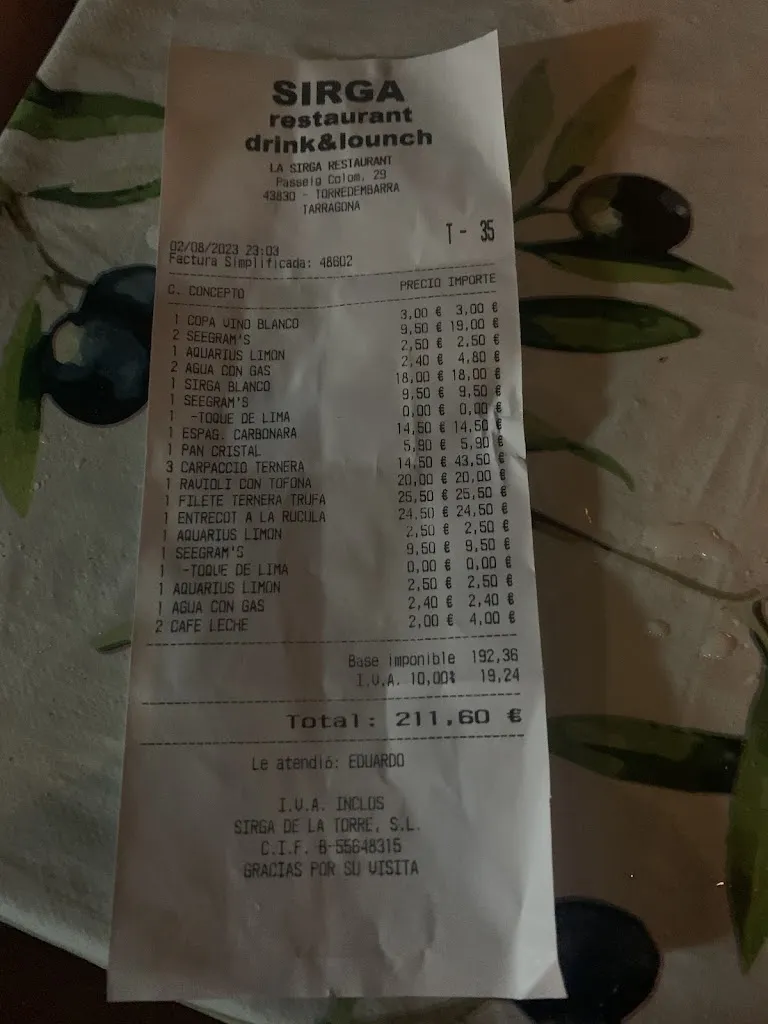 SIRGA
restaurant
drink&lounch
LA SIRGA RESTAURANT
Passeig Colom, 29
43830 - TORREDEMBARRA
TARRAGONA
T - 35
02/08/2023 23:03
Factura Simplificada: 48602
C. CONCEPTO PRECIO IMPORTE
1 COPA VINO BLANCO 3,00 € 3,00 €
2 SEEGRAM'S 9,50 € 19,00 €
1 AQUARIUS LIMON 2,50 € 2,50 €
2 AGUA CON GAS 2,40 € 4,80 €
1 SIRGA BLANCO 18,00 € 18,00 €
1 SEEGRAM'S 9,50 € 9,50 €
1 -TOQUE DE LIMA 0,00 € 0,00 €
1 ESPAG. CARBONARA 14,50 € 14,50 €
1 PAN CRISTAL 5,90 € 5,90 €
3 CARPACCIO TERNERA 14,50 € 43,50 €
1 RAVIOLI CON TOFONA 20,00 € 20,00 €
1 FILETE TERNERA TRUFA 25,50 € 25,50 €
1 ENTRECOT A LA RUCULA 24,50 € 24,50 €
1 AQUARIUS LIMON 2,50 € 2,50 €
1 SEEGRAM'S 9,50 € 9,50 €
1 -TOQUE DE LIMA 0,00 € 0,00 €
1 AQUARIUS LIMON 2,50 € 2,50 €
1 AGUA CON GAS 2,40 € 2,40 €
2 CAFE LECHE 2,00 € 4,00 €
Base imponible 192,36
I.V.A. 10,00% 19,24
Total: 211,60 €
Le atendió: EDUARDO
I.V.A. INCLOS
SIRGA DE LA TORRE, S.L.
C.I.F. B-55648315
GRACIAS POR SU VISITA